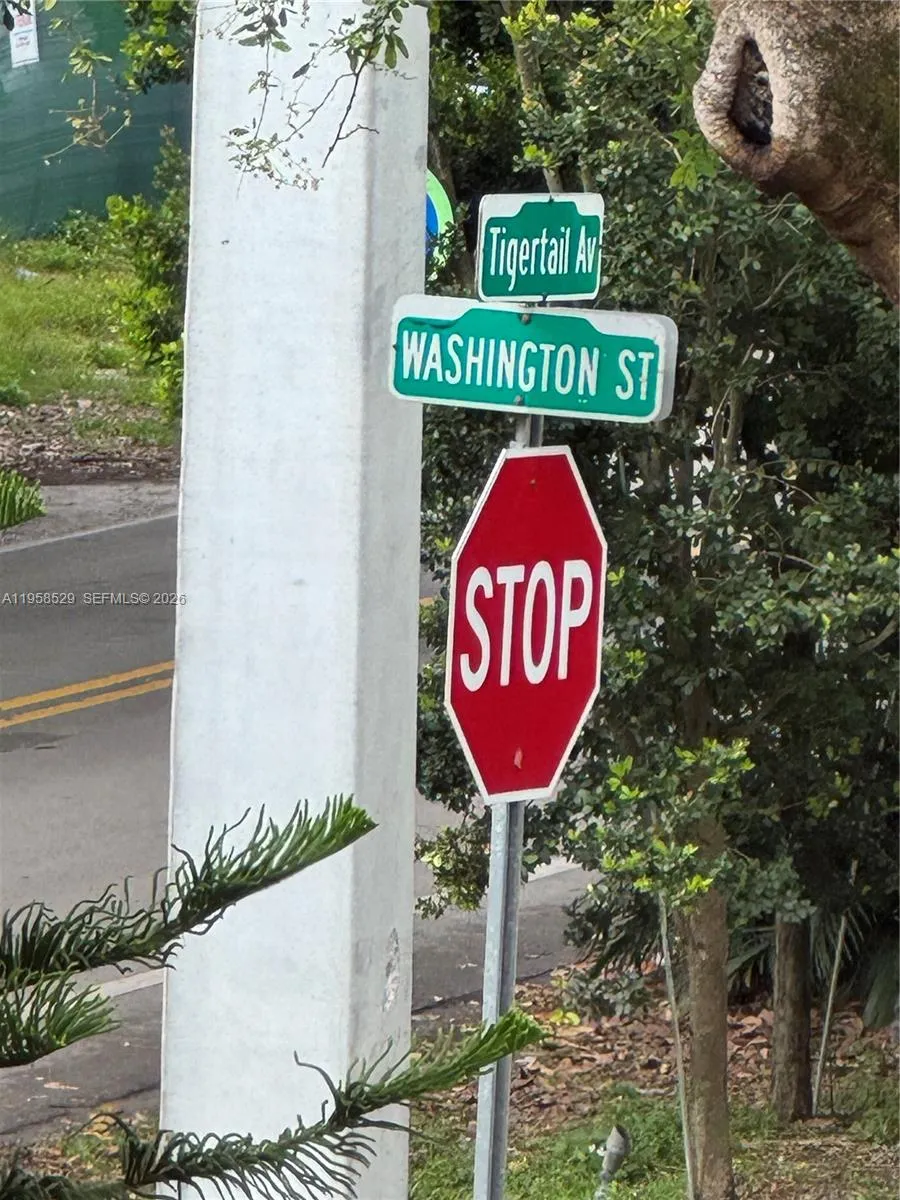 Tigertail Av
WASHINGTON ST
STOP
A11958529 SEFMLS© 2026